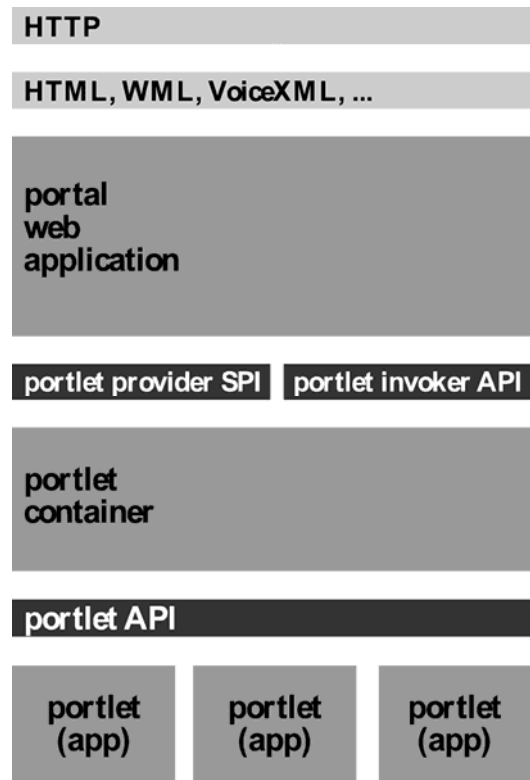 HTTP
HTML, WML, VoiceXML, ...
portal
web
application
portlet provider SPI
portlet invoker API
portlet
container
portlet API
portlet
(app)
portlet
(app)
portlet
(app)